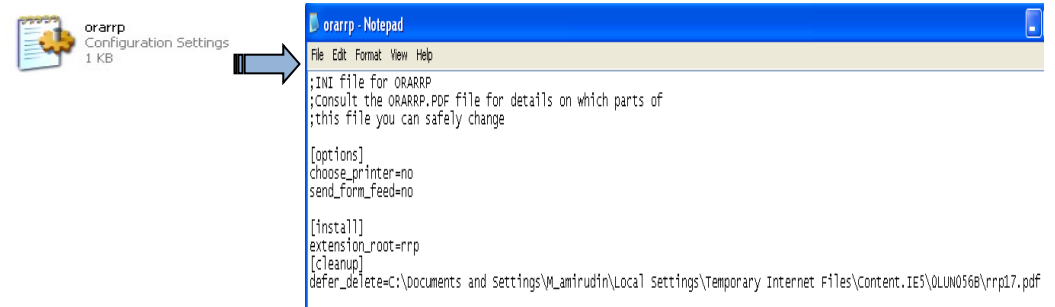 orarrp
Configuration Settings
1 KB
orarrp - Notepad
File Edit Format View Help
;INI file for ORARRP
;Consult the ORARRP.PDF file for details on which parts of
;this file you can safely change
[options]
choose_printer=no
send_form_feed=no
[install]
extension_root=rrp
[cleanup]
defer_delete=C:\Documents and Settings\M_amirudin\Local Settings\Temporary Internet Files\Content.IE5\OLUNO56B\rrp17.pdf